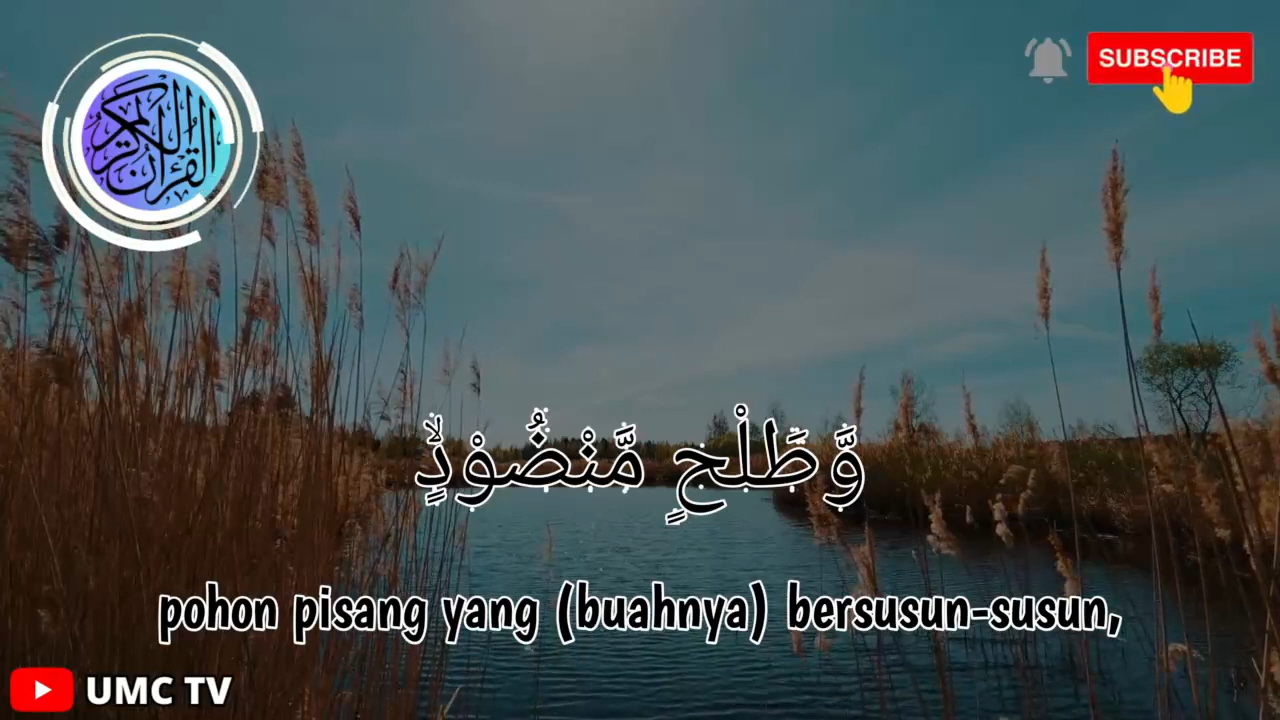 القرآن الكريم
SUBSCRIBE
وَّطَلْحٍ مَّنْضُوْدٍۙ
pohon pisang yang (buahnya) bersusun-susun,
UMC TV